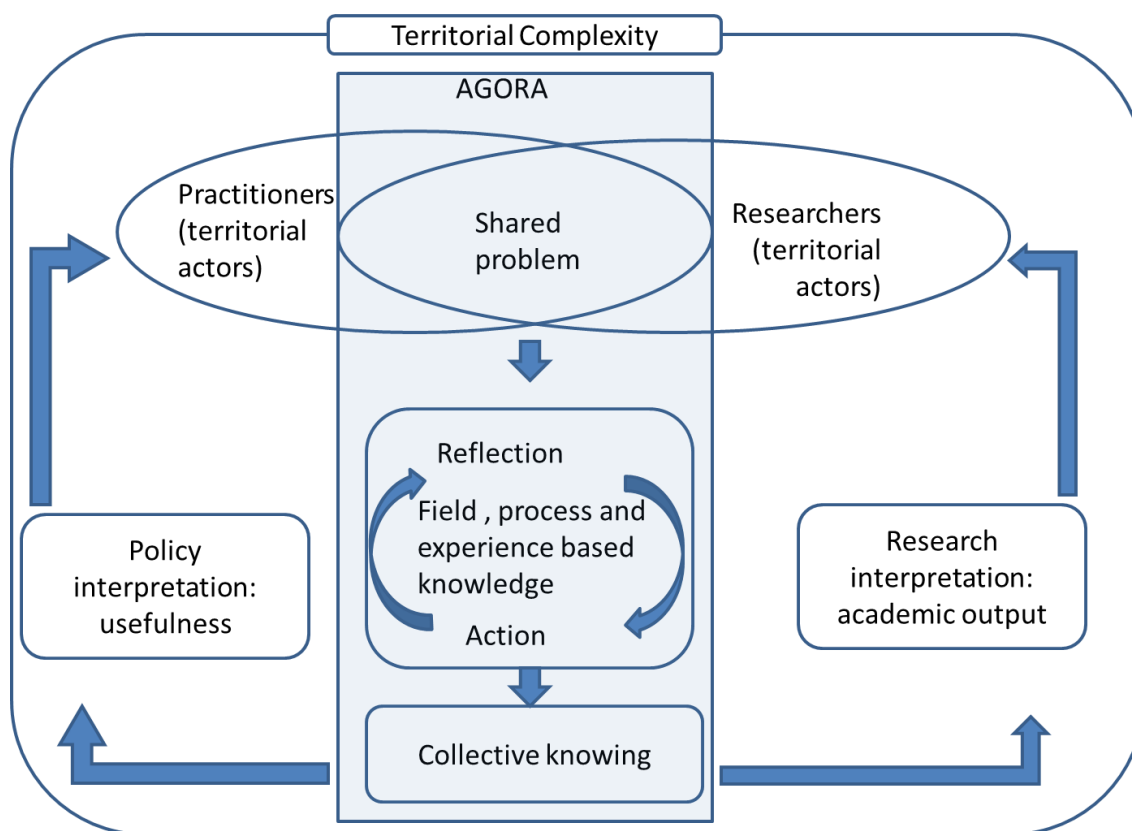 Territorial Complexity
AGORA
Practitioners
(territorial
actors)
Shared
problem
Researchers
(territorial
actors)
Reflection
Field , process and
experience based
knowledge
Action
Policy
interpretation:
usefulness
Research
interpretation:
academic output
Collective knowing